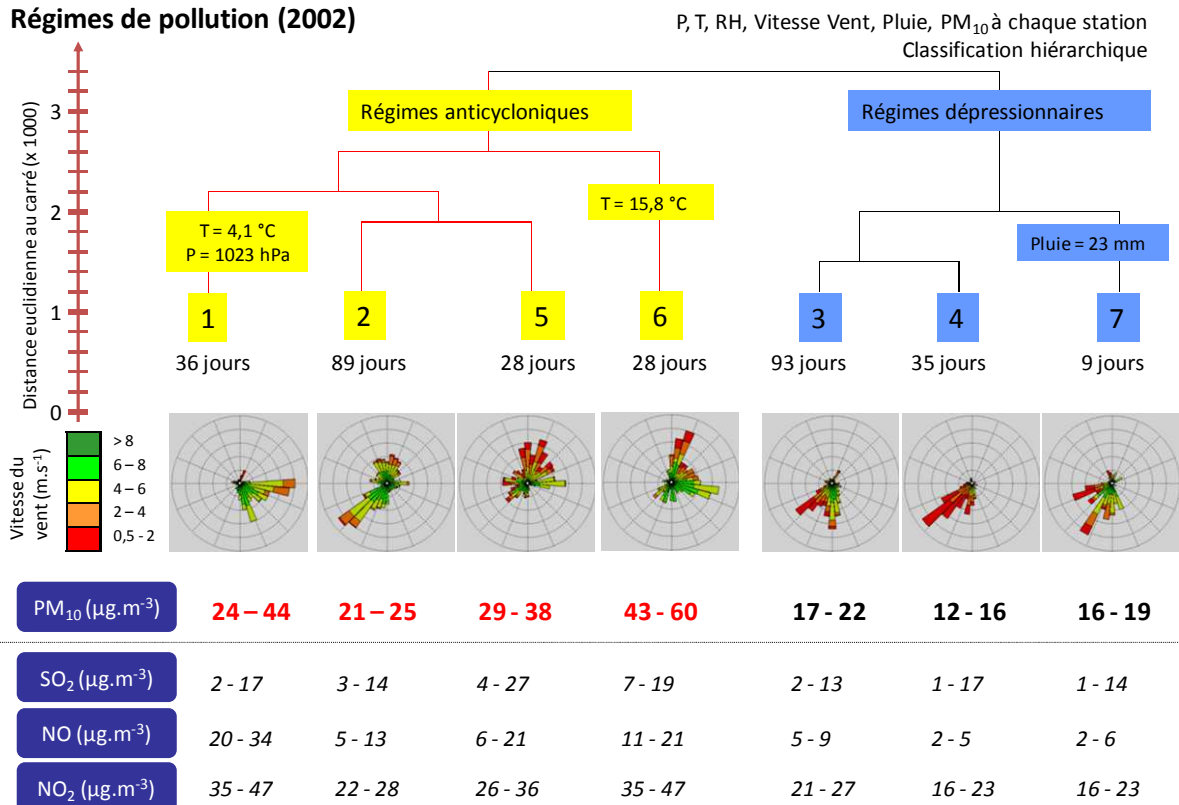 Régimes de pollution (2002)
P, T, RH, Vitesse Vent, Pluie, PM₁₀ à chaque station
Classification hiérarchique
Distance euclidienne au carré (x 1000)
3
2
1
0
Régimes anticycloniques
Régimes dépressionnaires
T = 4,1 °C
P = 1023 hPa
T = 15,8 °C
Pluie = 23 mm
1
2
5
6
3
4
7
36 jours
89 jours
28 jours
28 jours
93 jours
35 jours
9 jours
Vitesse du
vent (m.s⁻¹)
> 8
6 – 8
4 – 6
2 – 4
0,5 - 2
PM₁₀ (µg.m⁻³) 24 – 44 21 – 25 29 - 38 43 - 60 17 - 22 12 - 16 16 - 19
SO₂ (µg.m⁻³) 2 - 17 3 - 14 4 - 27 7 - 19 2 - 13 1 - 17 1 - 14
NO (µg.m⁻³) 20 - 34 5 - 13 6 - 21 11 - 21 5 - 9 2 - 5 2 - 6
NO₂ (µg.m⁻³) 35 - 47 22 - 28 26 - 36 35 - 47 21 - 27 16 - 23 16 - 23